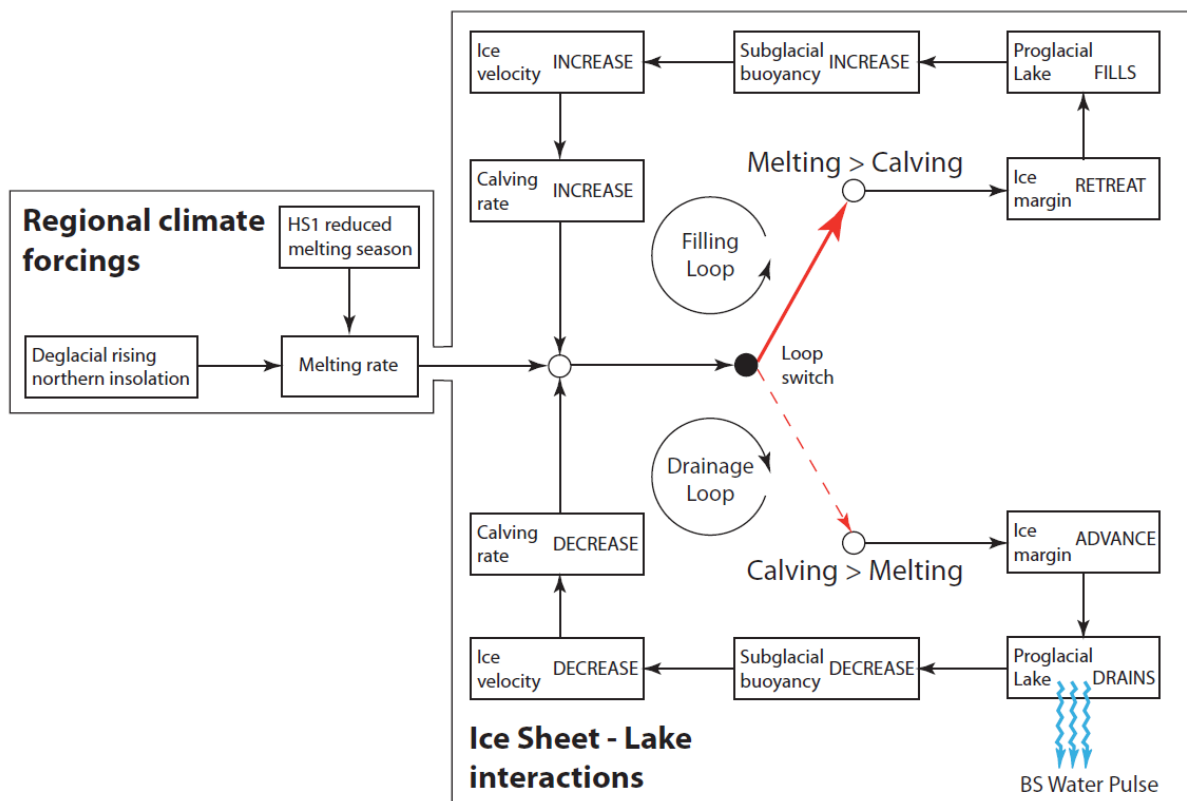 Regional climate
forcings
HS1 reduced
melting season
Deglacial rising
northern insolation
Melting rate
Ice
velocity INCREASE
Subglacial
buoyancy INCREASE
Proglacial
Lake FILLS
Calving
rate INCREASE
Melting > Calving
Ice
margin RETREAT
Filling
Loop
Loop
switch
Drainage
Loop
Calving
rate DECREASE
Calving > Melting
Ice
margin ADVANCE
Ice
velocity DECREASE
Subglacial
buoyancy DECREASE
Proglacial
Lake DRAINS
Ice Sheet - Lake
interactions
BS Water Pulse